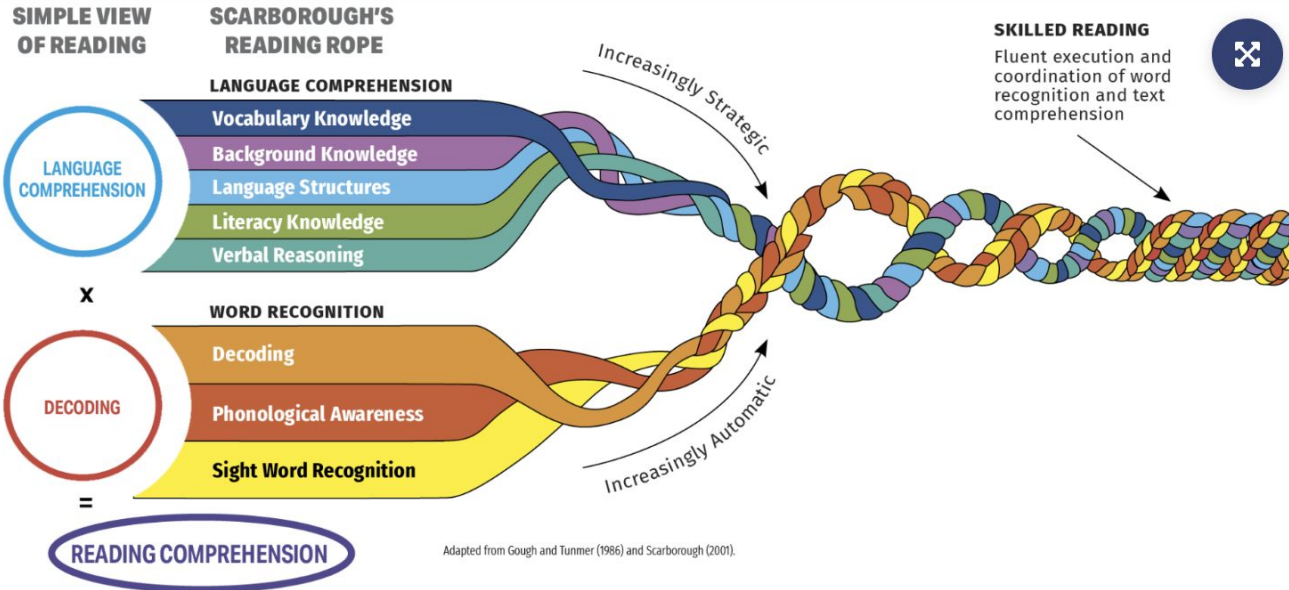 SIMPLE VIEW
OF READING
SCARBOROUGH'S
READING ROPE
LANGUAGE COMPREHENSION
Vocabulary Knowledge
Background Knowledge
Language Structures
Literacy Knowledge
Verbal Reasoning
LANGUAGE
COMPREHENSION
x
WORD RECOGNITION
Decoding
Phonological Awareness
Sight Word Recognition
DECODING
=
READING COMPREHENSION
Increasingly Strategic
Increasingly Automatic
SKILLED READING
Fluent execution and
coordination of word
recognition and text
comprehension
Adapted from Gough and Tunmer (1986) and Scarborough (2001).